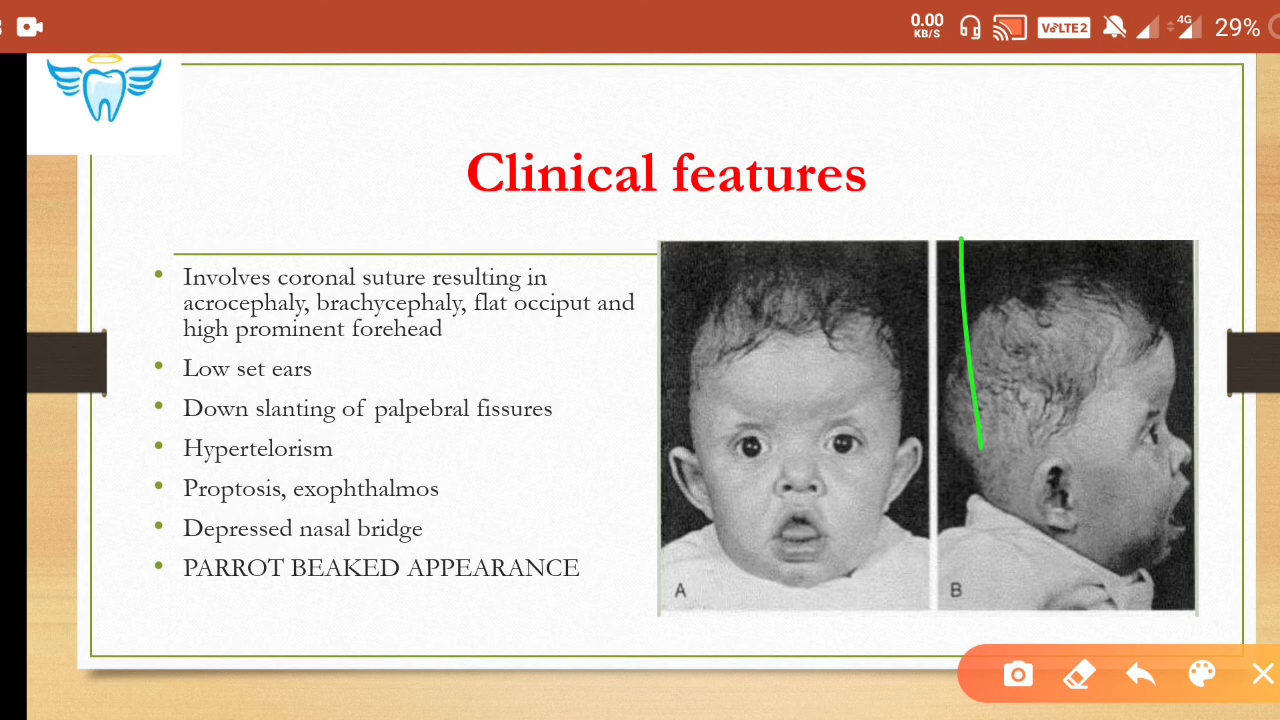 0.00
KB/S
VoLTE2
4G
29%
Clinical features
Involves coronal suture resulting in
acrocephaly, brachycephaly, flat occiput and
high prominent forehead
Low set ears
Down slanting of palpebral fissures
Hypertelorism
Proptosis, exophthalmos
Depressed nasal bridge
PARROT BEAKED APPEARANCE
A
B